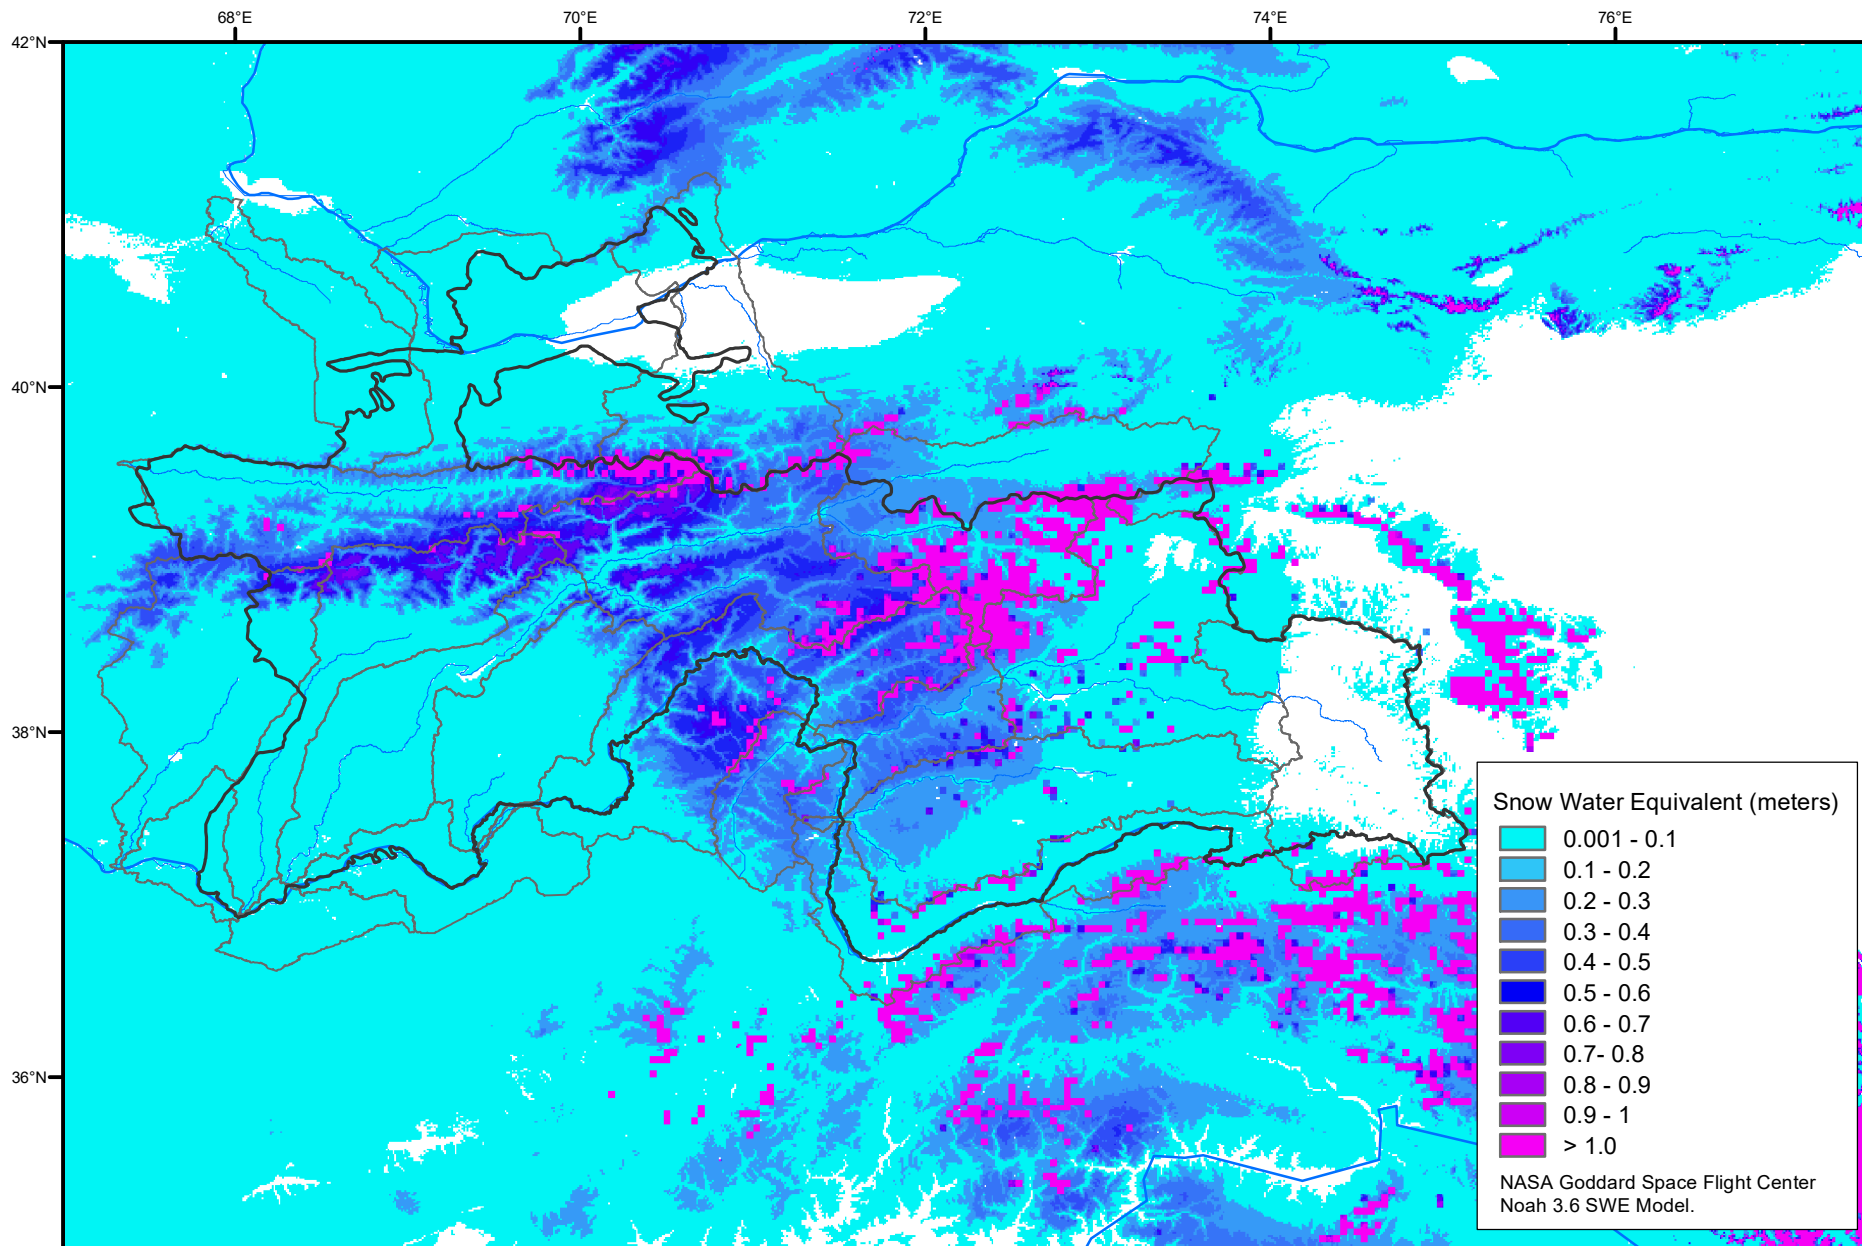 68°E
70°E
72°E
74°E
76°E
42°N
40°N
38°N
36°N
Snow Water Equivalent (meters)
0.001 - 0.1
0.1 - 0.2
0.2 - 0.3
0.3 - 0.4
0.4 - 0.5
0.5 - 0.6
0.6 - 0.7
0.7- 0.8
0.8 - 0.9
0.9 - 1
> 1.0
NASA Goddard Space Flight Center
Noah 3.6 SWE Model.